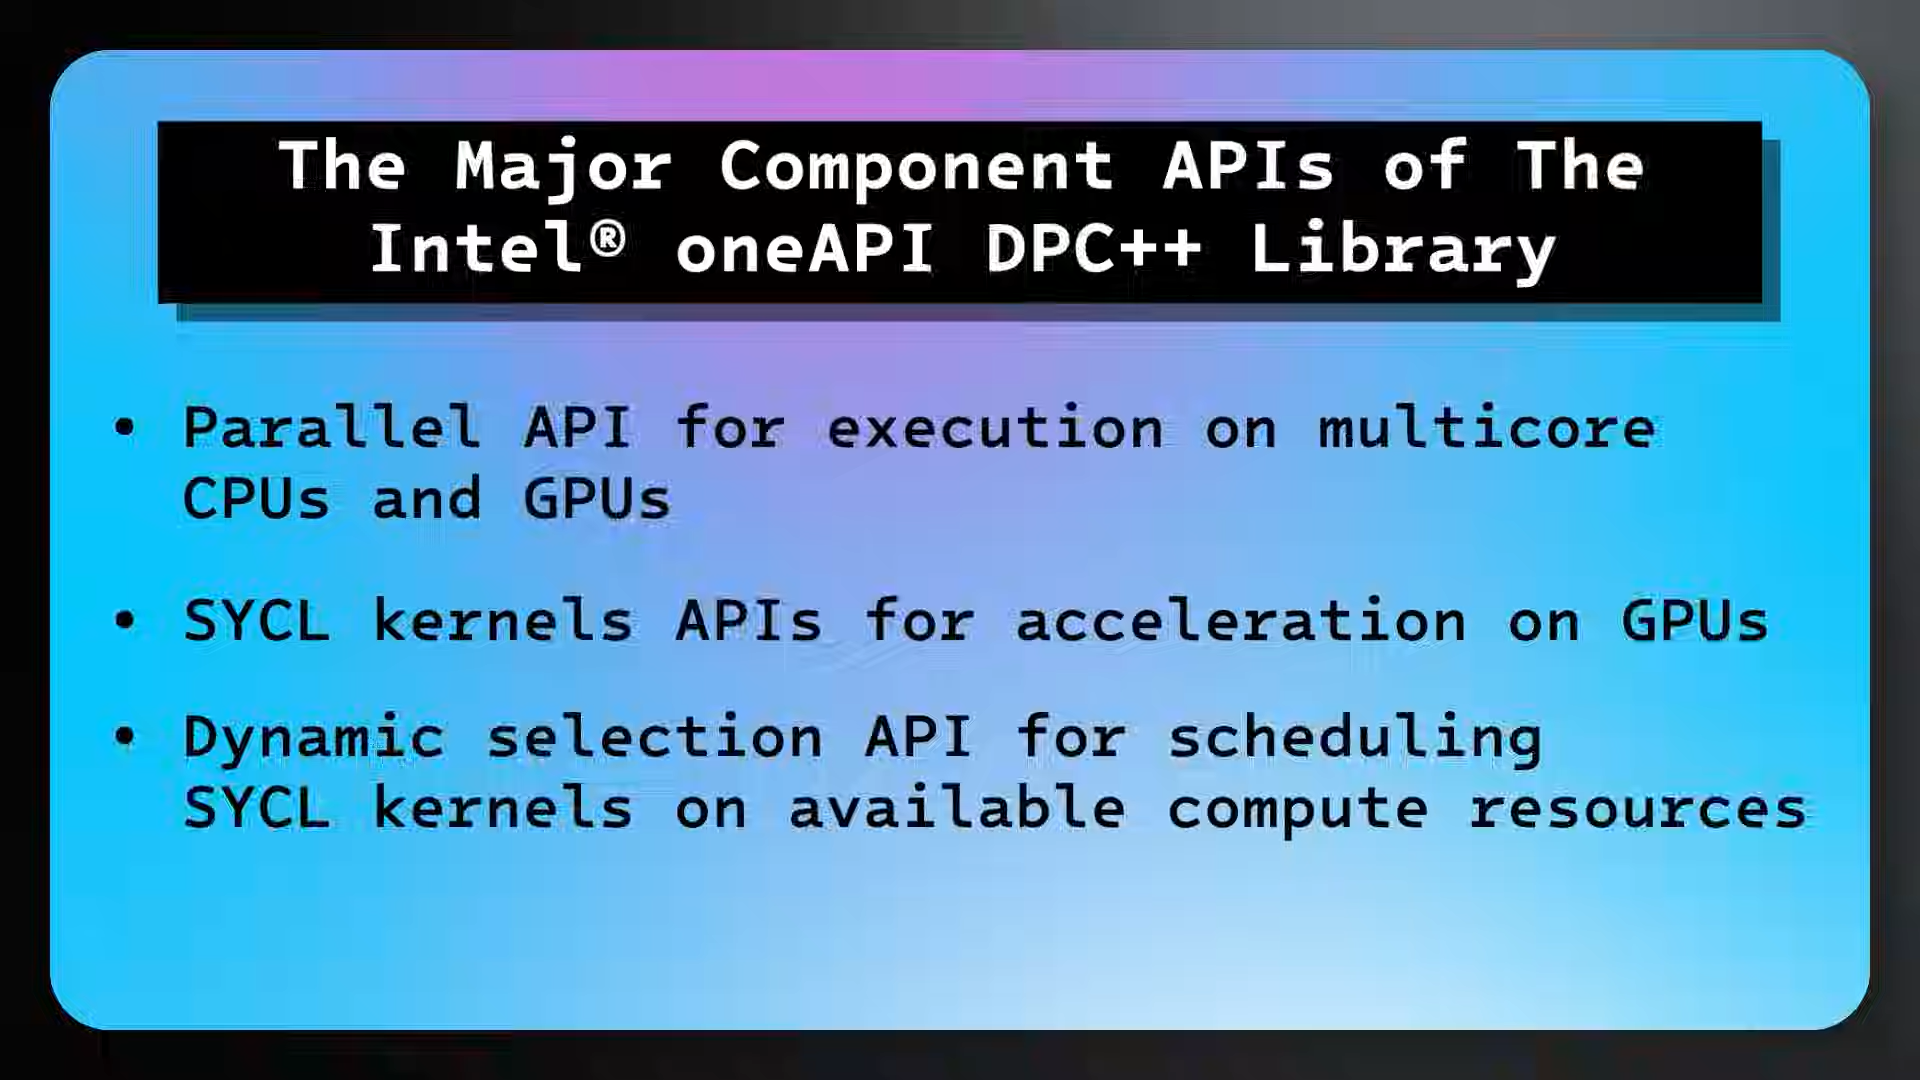 The Major Component APIs of The
Intel® oneAPI DPC++ Library
• Parallel API for execution on multicore
CPUs and GPUs
• SYCL kernels APIs for acceleration on GPUs
• Dynamic selection API for scheduling
SYCL kernels on available compute resources